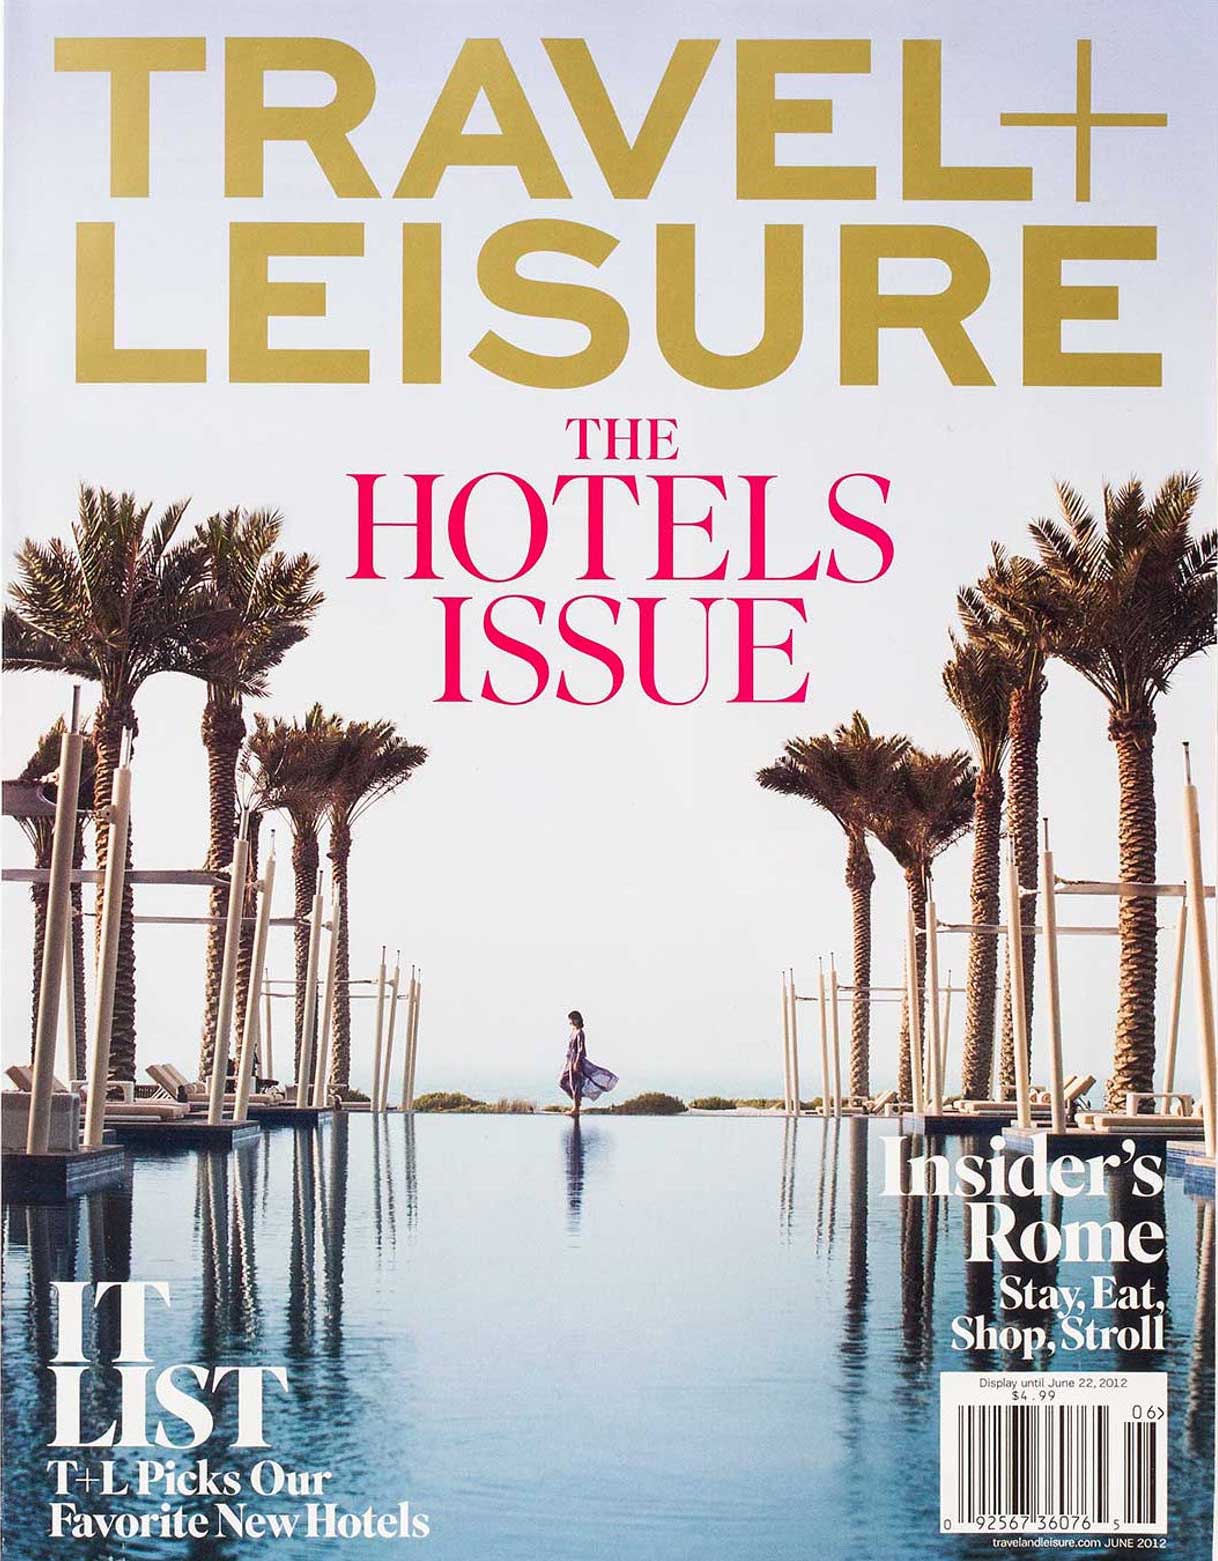 TRAVEL+
LEISURE
THE
HOTELS
ISSUE
Insider's
Rome
Stay, Eat,
Shop, Stroll
IT
LIST
T+L Picks Our
Favorite New Hotels
Display until June 22, 2012
$4.99
06>
0 92567 36076 5
travelandleisure.com JUNE 2012